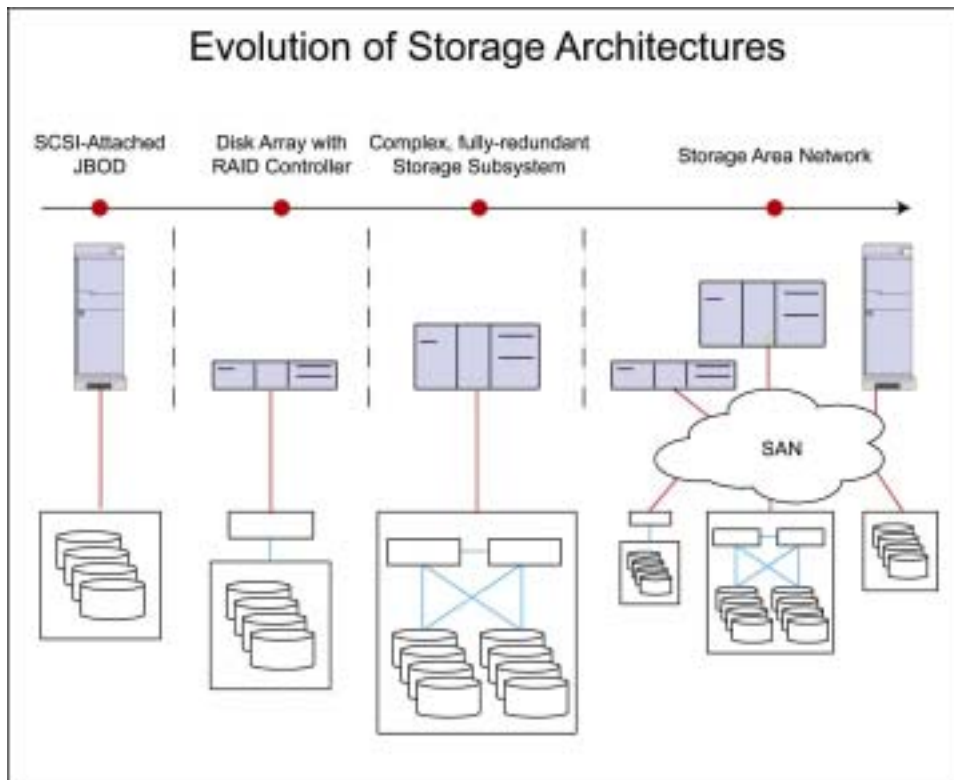 Evolution of Storage Architectures
SCSI-Attached
JBOD
Disk Array with
RAID Controller
Complex, fully-redundant
Storage Subsystem
Storage Area Network
SAN